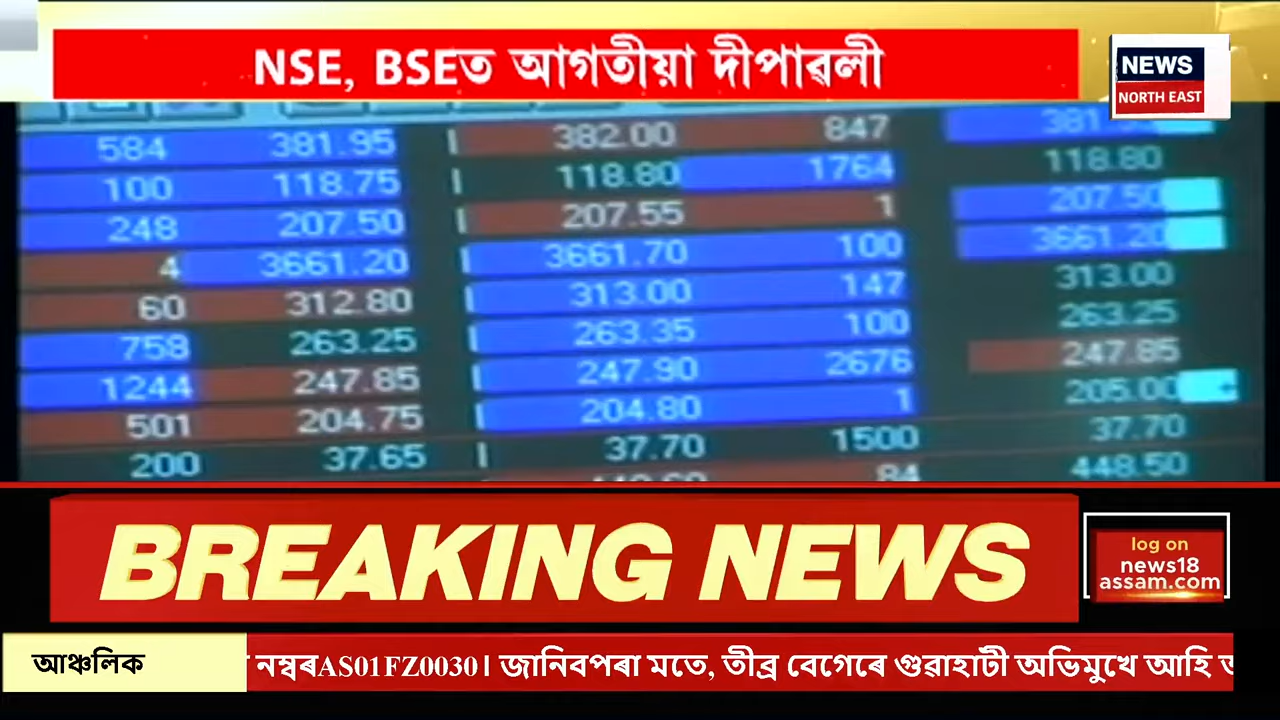 NSE, BSEত আগতীয়া দীপাৱলী
NEWS
NORTH EAST
584 381.95 382.00 847
100 118.75 118.80 1764 118.80
248 207.50 207.55 1 207.50
4 3661.20 3661.70 100 3661.20
60 312.80 313.00 147 313.00
758 263.25 263.35 100 263.25
1244 247.85 247.90 2676 247.85
501 204.75 204.80 1 205.00
200 37.65 37.70 1500 37.70
84 448.50
BREAKING NEWS
log on
news18
assam.com
আঞ্চলিক
নম্বৰAS01FZ0030। জানিবপৰা মতে, তীব্ৰ বেগেৰে গুৱাহাটী অভিমুখে আহি